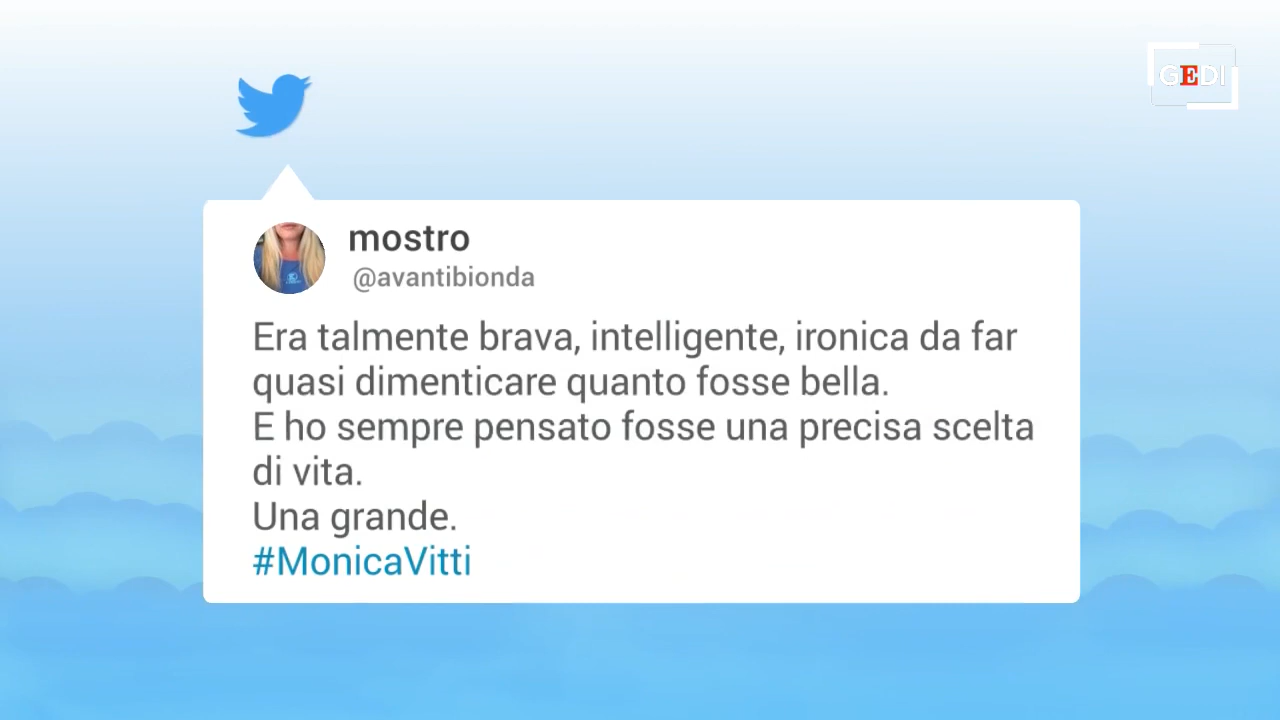 GEDI
mostro
@avantibionda
Era talmente brava, intelligente, ironica da far
quasi dimenticare quanto fosse bella.
E ho sempre pensato fosse una precisa scelta
di vita.
Una grande.
#MonicaVitti